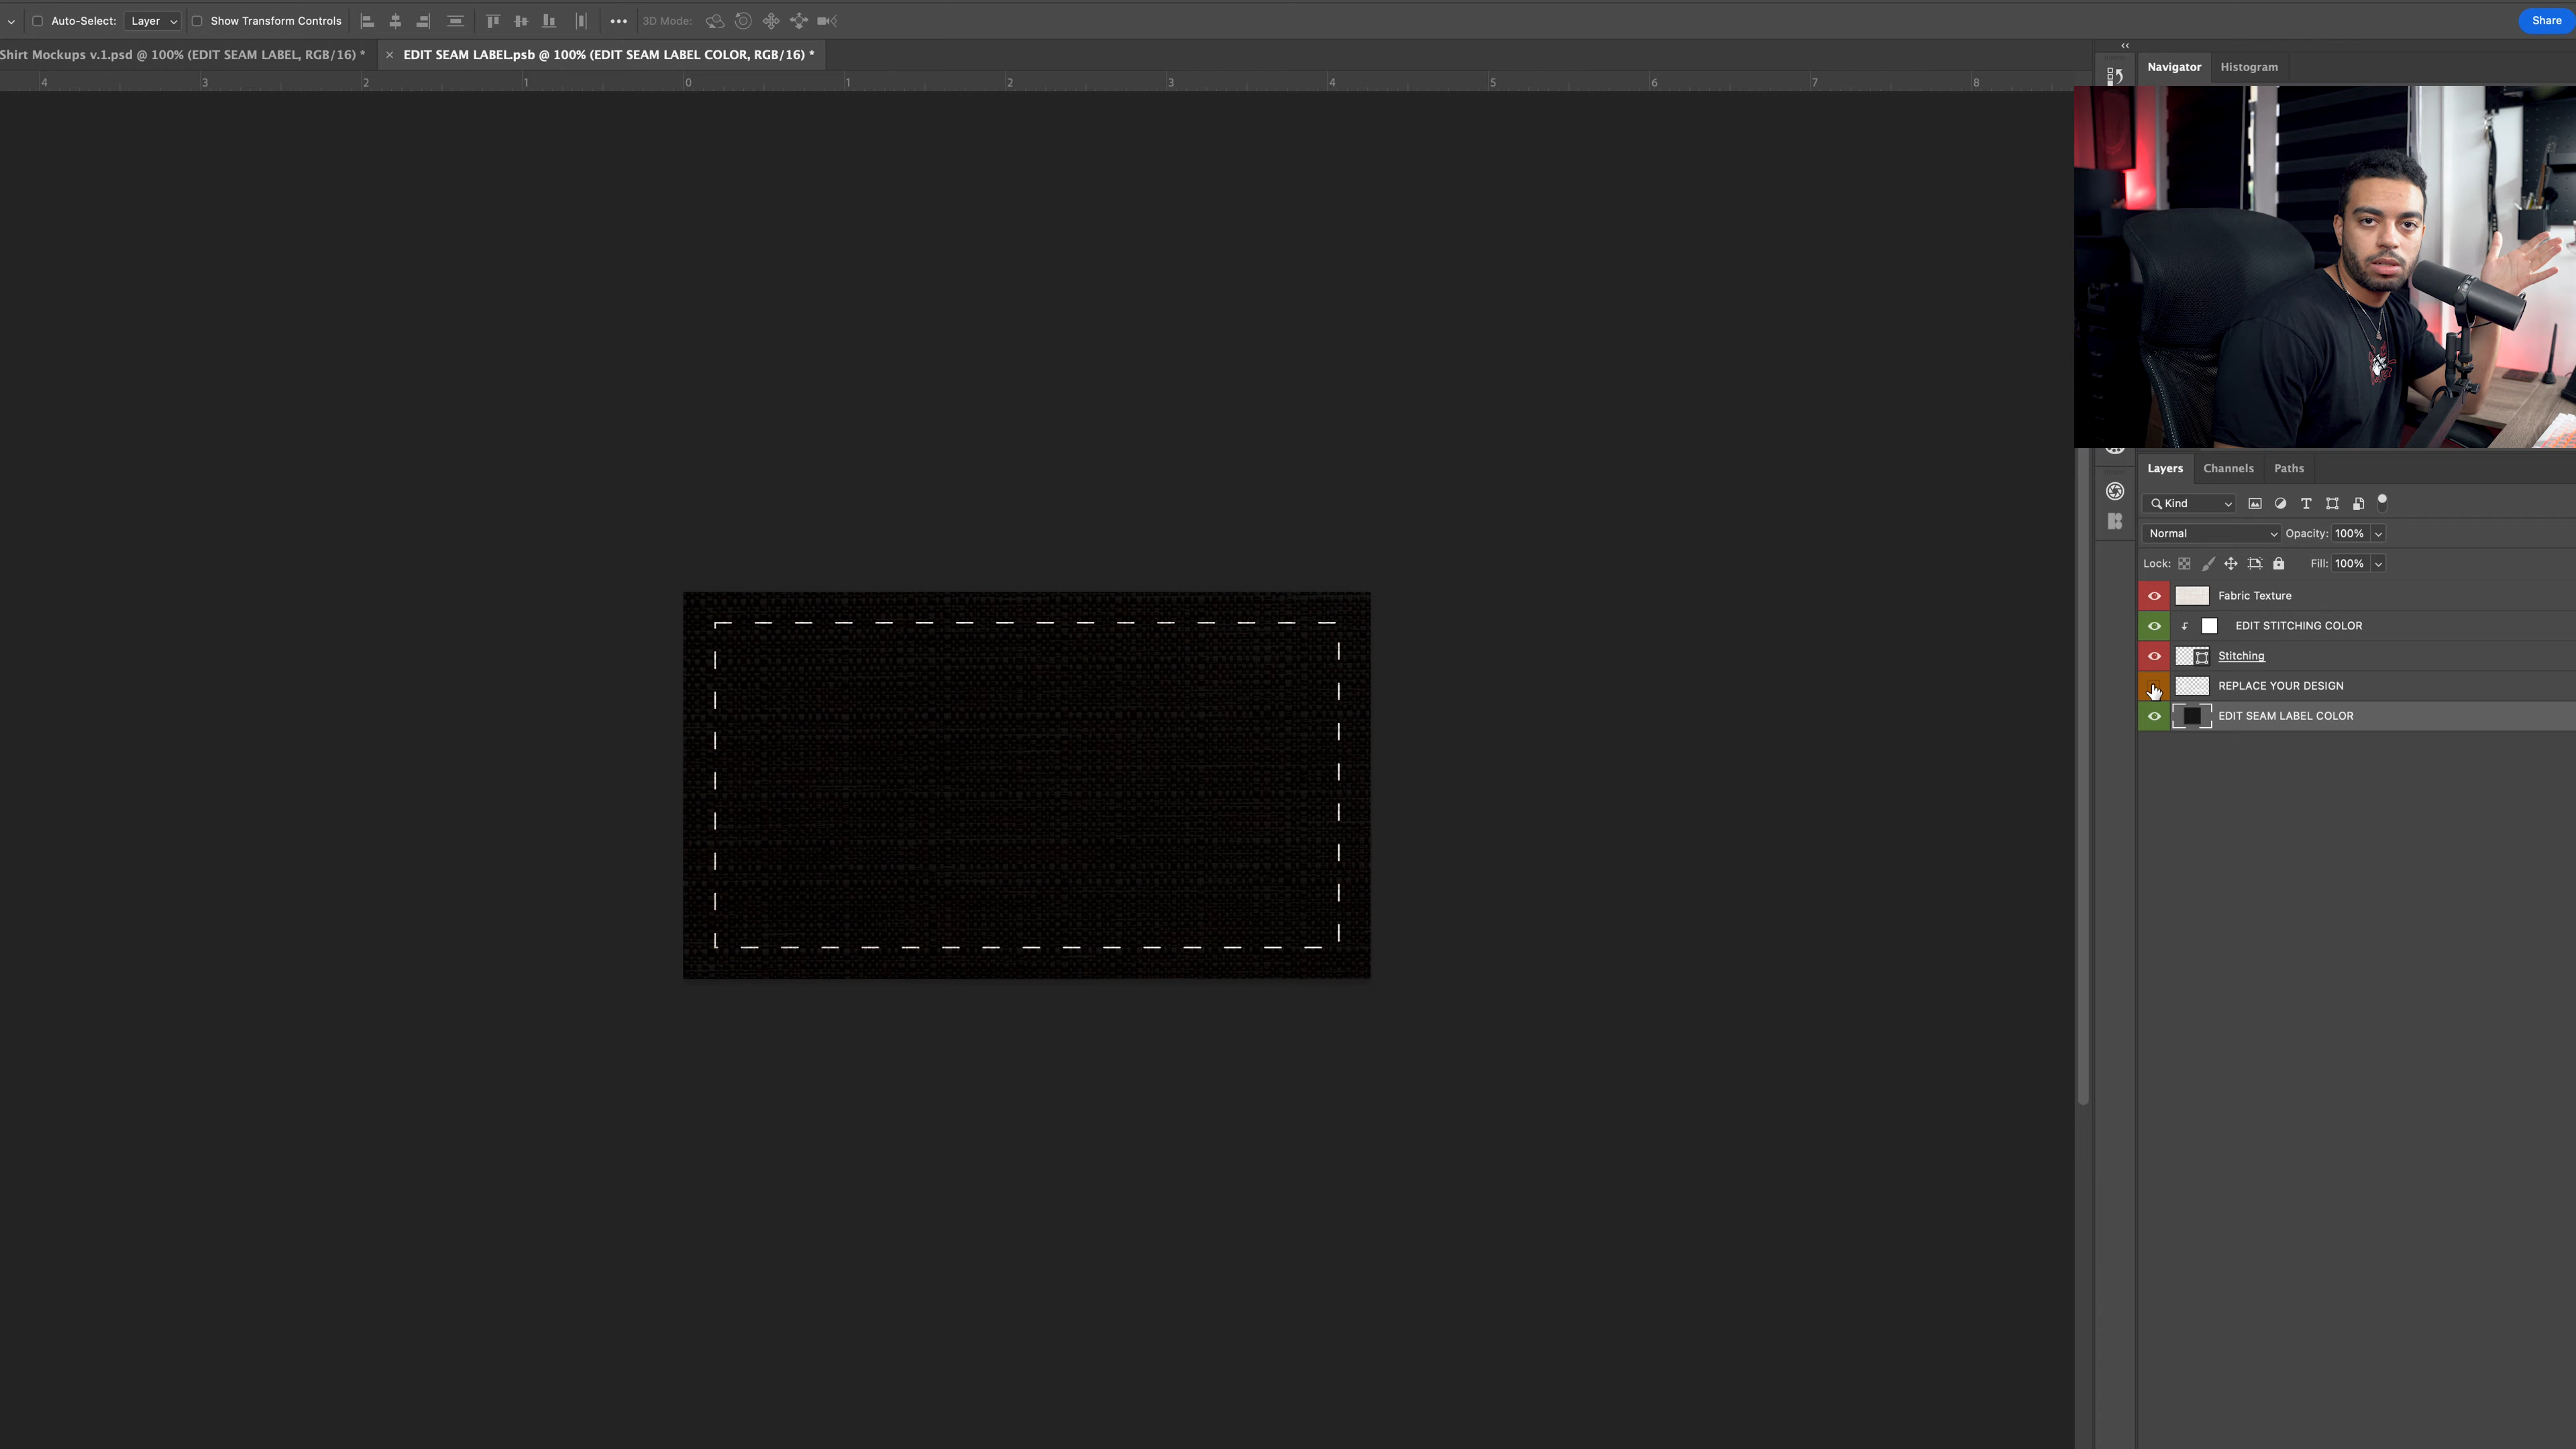 Auto-Select: Layer Show Transform Controls ••• 3D Mode: Share
Shirt Mockups v.1.psd @ 100% (EDIT SEAM LABEL, RGB/16) * × EDIT SEAM LABEL.psb @ 100% (EDIT SEAM LABEL COLOR, RGB/16) *
4 3 2 1 0 1 2 3 4 5 6 7 8
Navigator Histogram
Layers Channels Paths
Kind
Normal Opacity: 100%
Lock: Fill: 100%
Fabric Texture
EDIT STITCHING COLOR
Stitching
REPLACE YOUR DESIGN
EDIT SEAM LABEL COLOR